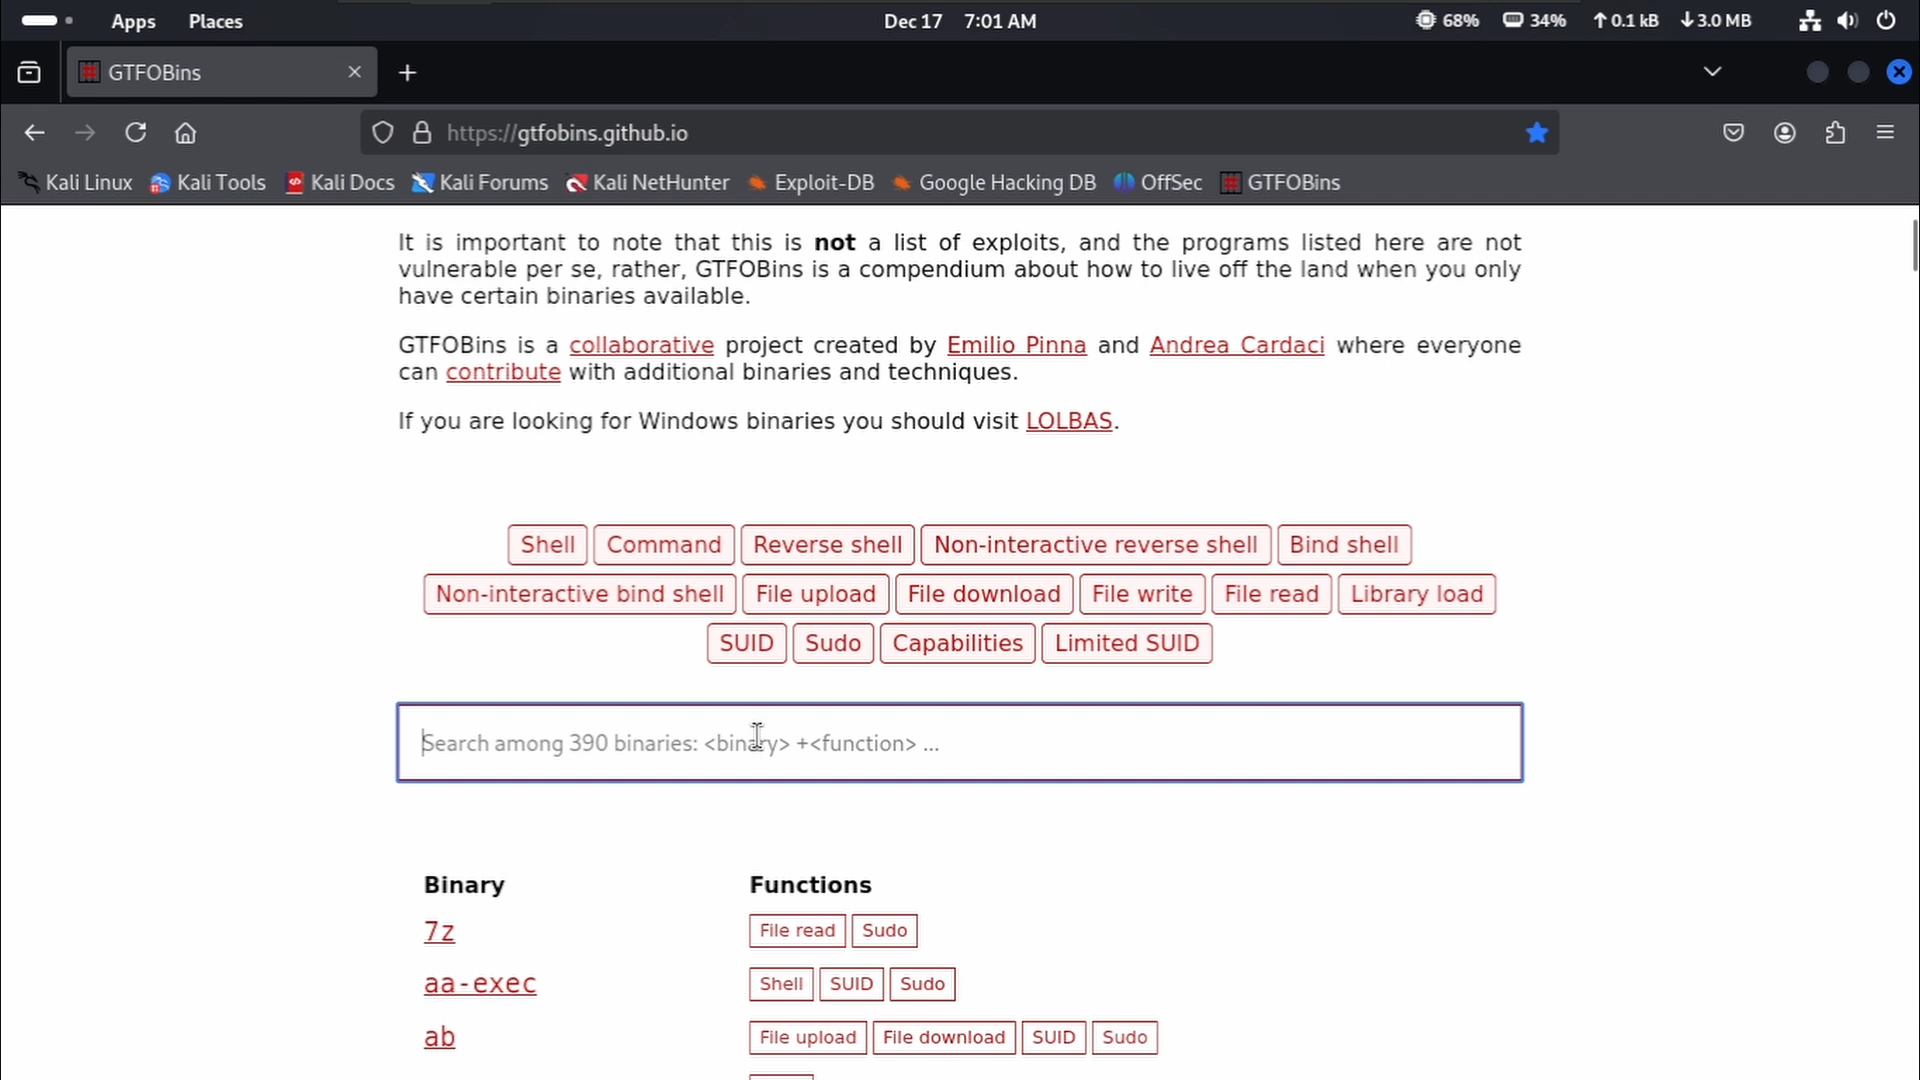 Apps Places Dec 17 7:01 AM 68% 34% 0.1 kB 3.0 MB
GTFOBins
https://gtfobins.github.io
Kali Linux Kali Tools Kali Docs Kali Forums Kali NetHunter Exploit-DB Google Hacking DB OffSec GTFOBins
It is important to note that this is not a list of exploits, and the programs listed here are not
vulnerable per se, rather, GTFOBins is a compendium about how to live off the land when you only
have certain binaries available.
GTFOBins is a collaborative project created by Emilio Pinna and Andrea Cardaci where everyone
can contribute with additional binaries and techniques.
If you are looking for Windows binaries you should visit LOLBAS.
Shell Command Reverse shell Non-interactive reverse shell Bind shell
Non-interactive bind shell File upload File download File write File read Library load
SUID Sudo Capabilities Limited SUID
Search among 390 binaries: <binary> +<function> ...
Binary Functions
7z File read Sudo
aa-exec Shell SUID Sudo
ab File upload File download SUID Sudo